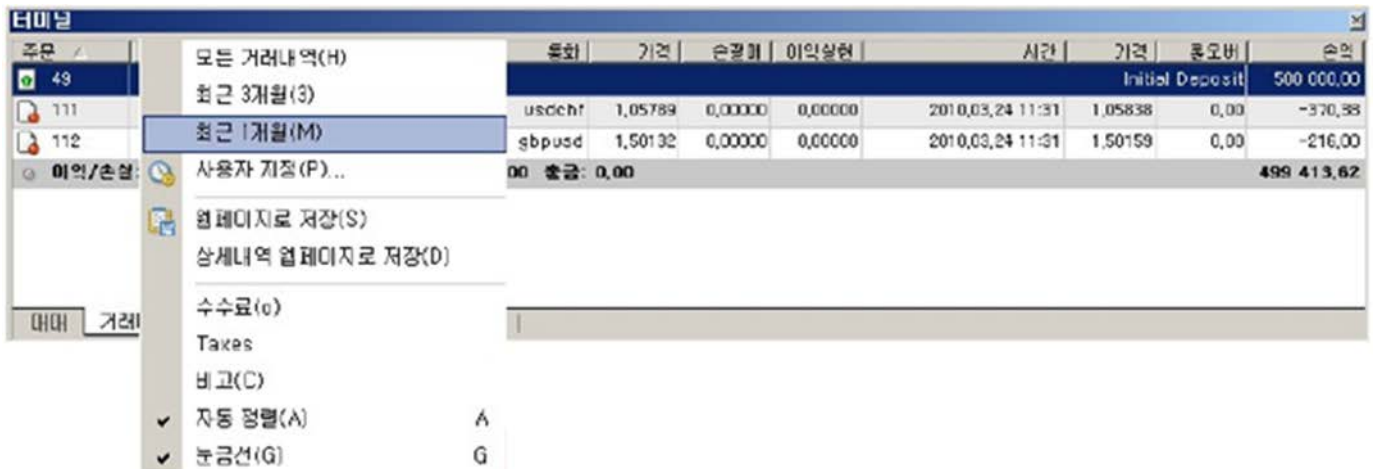 터미널
주문 통화 가격 손절매 이익실현 시간 가격 롤오버 손익
49 Initial Deposit 500 000,00
111 usdchf 1,05789 0,00000 0,00000 2010,03,24 11:31 1,05838 0,00 -370,38
112 gbpusd 1,50132 0,00000 0,00000 2010,03,24 11:31 1,50159 0,00 -216,00
이익/손실: 00 출금: 0,00 499 413,62
모든 거래내역(H)
최근 3개월(3)
최근 1개월(M)
사용자 지정(P)...
웹페이지로 저장(S)
상세내역 웹페이지로 저장(D)
수수료(o)
Taxes
비고(C)
자동 정렬(A) A
눈금선(G) G
매매 거래